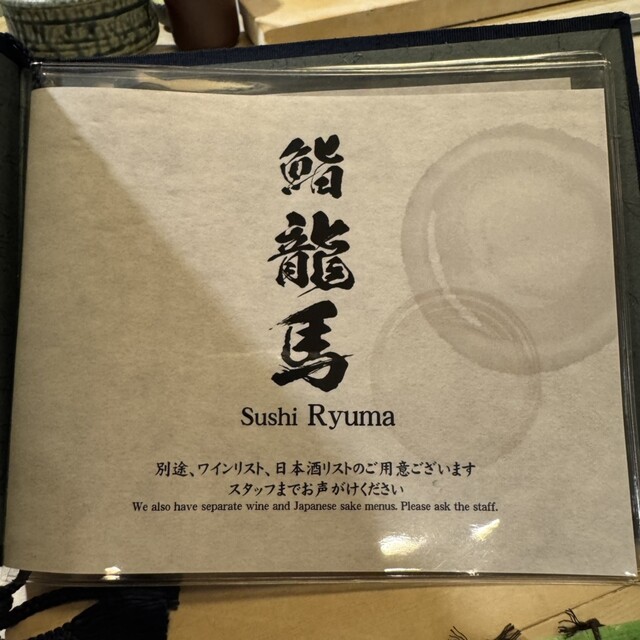 鮨龍馬
Sushi Ryuma
別途、ワインリスト、日本酒リストのご用意ございます
スタッフまでお声がけください
We also have separate wine and Japanese sake menus. Please ask the staff.